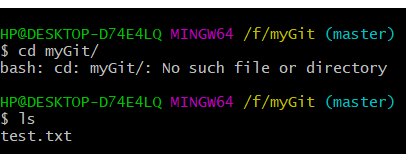 HP@DESKTOP-D74E4LQ MINGW64 /f/myGit (master)
$ cd myGit/
bash: cd: myGit/: No such file or directory
HP@DESKTOP-D74E4LQ MINGW64 /f/myGit (master)
$ ls
test.txt